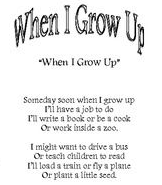 When I Grow Up
"When I Grow Up"
Someday soon when I grow up
I'll have a job to do
I'll write a book or be a cook
Or work inside a zoo.
I might want to drive a bus
Or teach children to read
I'll load a train or fly a plane
Or plant a little seed.